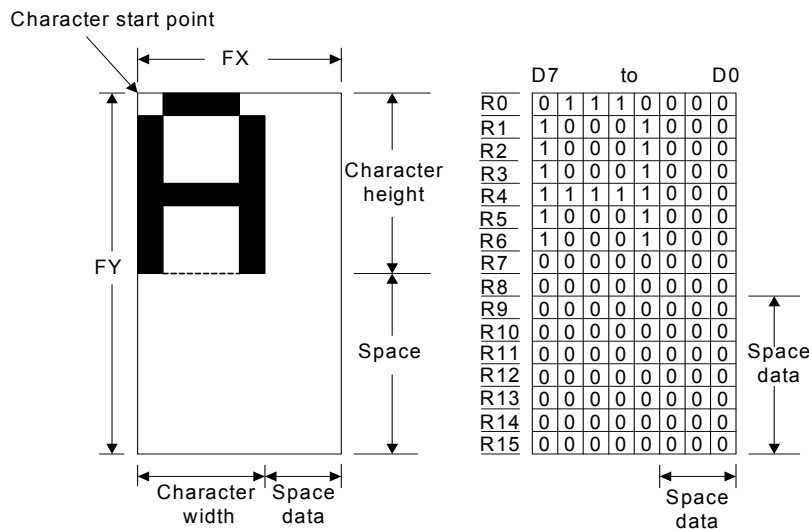 Character start point
FX
D7 to D0
R0 0 1 1 1 0 0 0 0
R1 1 0 0 0 1 0 0 0
R2 1 0 0 0 1 0 0 0
R3 1 0 0 0 1 0 0 0
R4 1 1 1 1 1 0 0 0
R5 1 0 0 0 1 0 0 0
R6 1 0 0 0 1 0 0 0
R7 0 0 0 0 0 0 0 0
R8 0 0 0 0 0 0 0 0
R9 0 0 0 0 0 0 0 0
R10 0 0 0 0 0 0 0 0
R11 0 0 0 0 0 0 0 0
R12 0 0 0 0 0 0 0 0
R13 0 0 0 0 0 0 0 0
R14 0 0 0 0 0 0 0 0
R15 0 0 0 0 0 0 0 0
Character
height
FY
Space
Space
data
Character
width
Space
data
Space
data